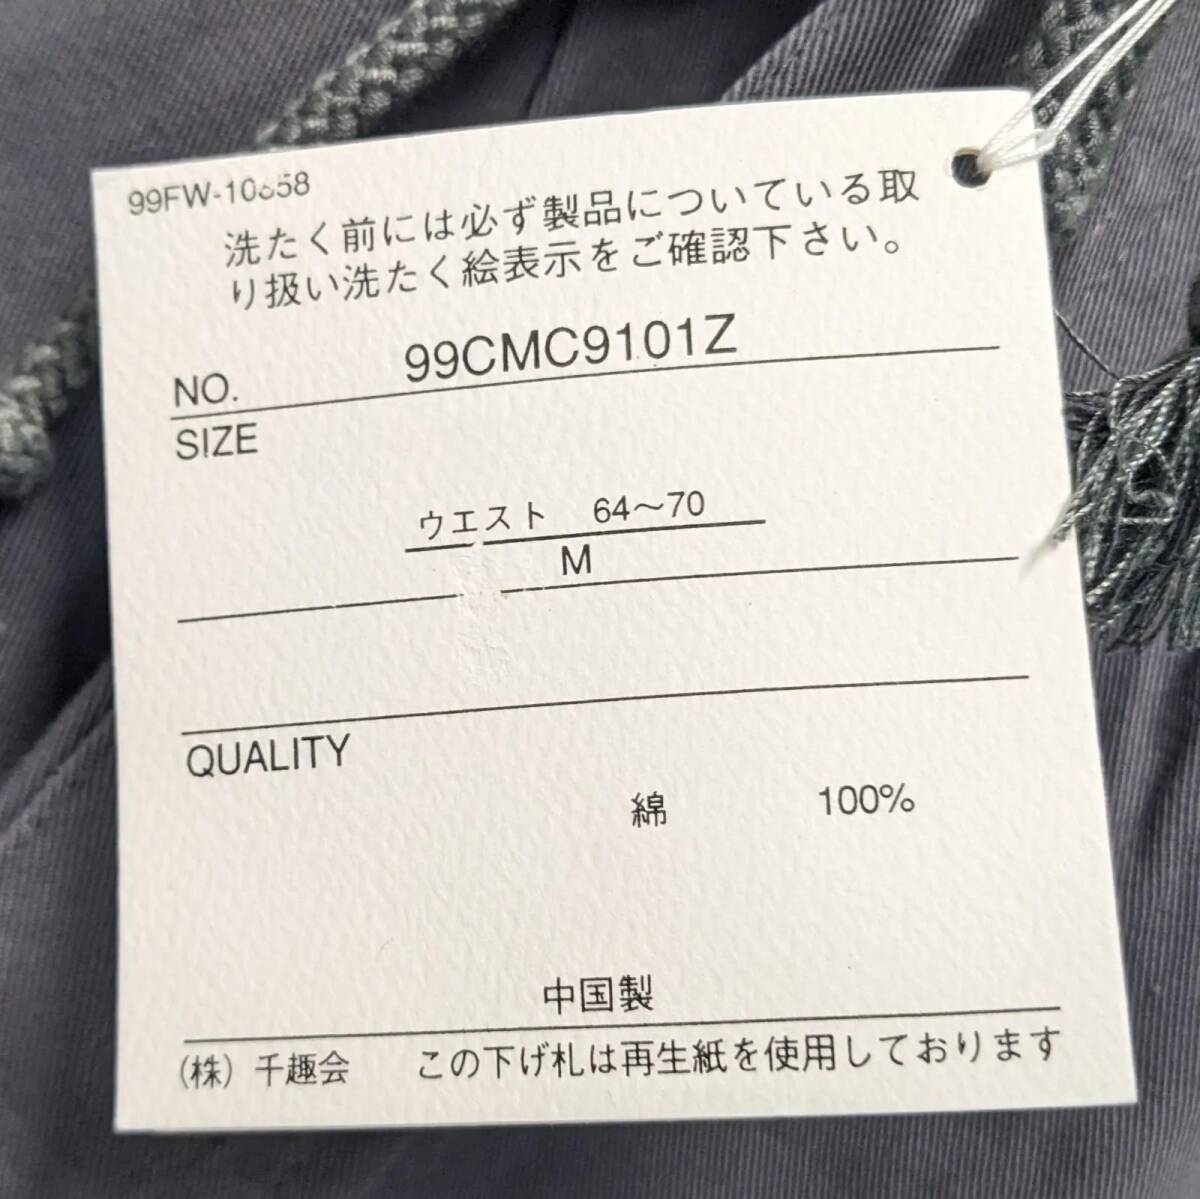 洗たく前には必ず製品についている取
り扱い洗たく絵表示をご確認下さい。
NO. 99CMC9101Z
SIZE
ウエスト 64〜70
M
QUALITY
綿 100%
中国製
(株) 千趣会 この下げ札は再生紙を使用しております